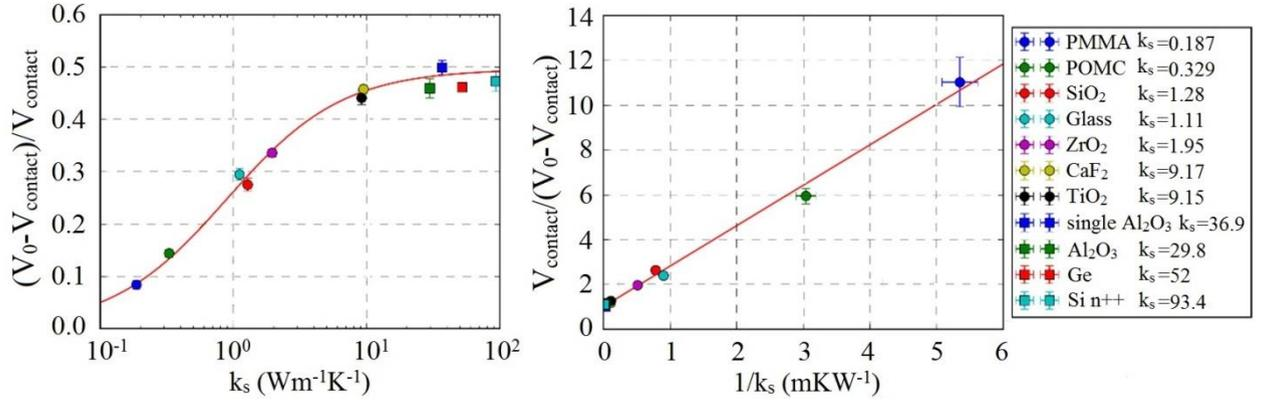 (V₀-Vcontact)/Vcontact
0.6
0.5
0.4
0.3
0.2
0.1
0.0
10⁻¹ 10⁰ 10¹ 10²
kₛ (Wm⁻¹K⁻¹)
Vcontact/(V₀-Vcontact)
14
12
10
8
6
4
2
0
0 1 2 3 4 5 6
1/kₛ (mKW⁻¹)
PMMA kₛ=0.187
POMC kₛ=0.329
SiO₂ kₛ=1.28
Glass kₛ=1.11
ZrO₂ kₛ=1.95
CaF₂ kₛ=9.17
TiO₂ kₛ=9.15
single Al₂O₃ kₛ=36.9
Al₂O₃ kₛ=29.8
Ge kₛ=52
Si n++ kₛ=93.4